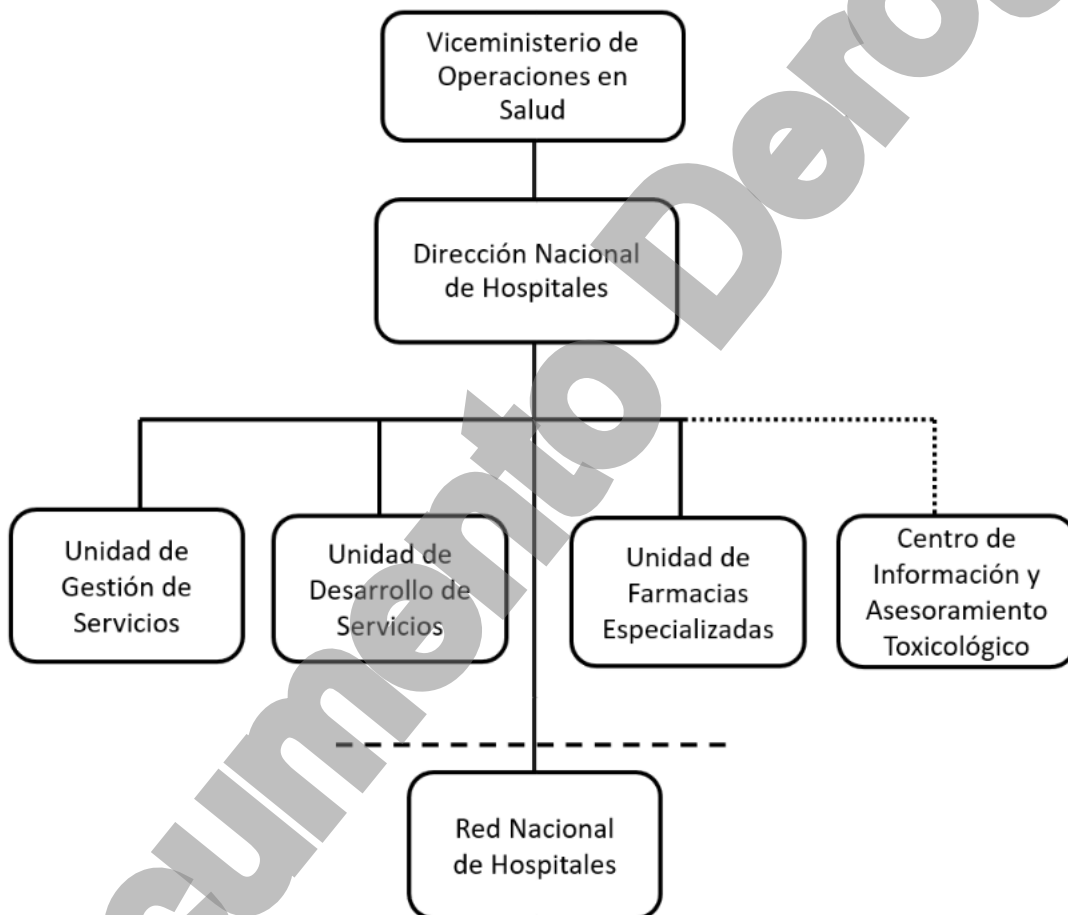 Viceministerio de
Operaciones en
Salud
Dirección Nacional
de Hospitales
Unidad de
Gestión de
Servicios
Unidad de
Desarrollo de
Servicios
Unidad de
Farmacias
Especializadas
Centro de
Información y
Asesoramiento
Toxicológico
Red Nacional
de Hospitales